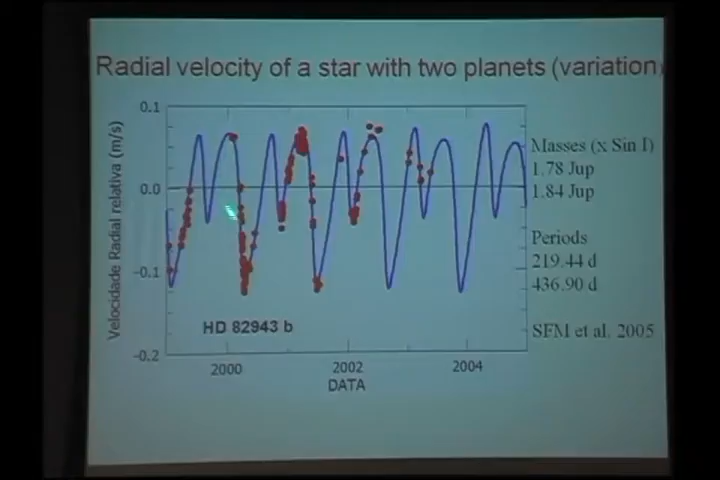 Radial velocity of a star with two planets (variation)
0.1
0.0
-0.1
-0.2
Velocidade Radial relativa (m/s)
HD 82943 b
2000
2002
2004
DATA
Masses (x Sin I)
1.78 Jup
1.84 Jup
Periods
219.44 d
436.90 d
SFM et al. 2005